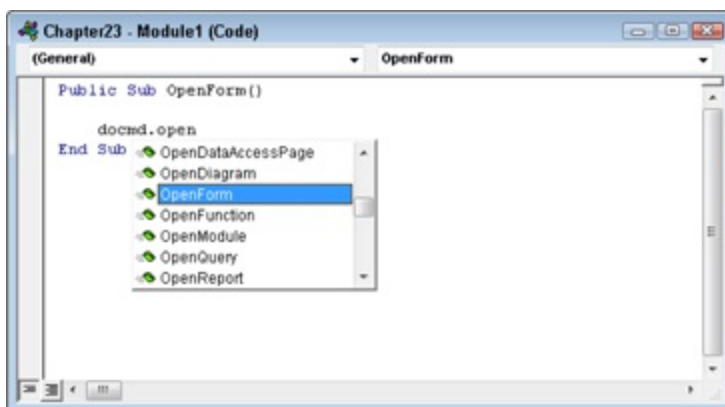 Chapter23 - Module1 (Code)
(General) OpenForm
Public Sub OpenForm()
docmd.open
End Sub
OpenDataAccessPage
OpenDiagram
OpenForm
OpenFunction
OpenModule
OpenQuery
OpenReport